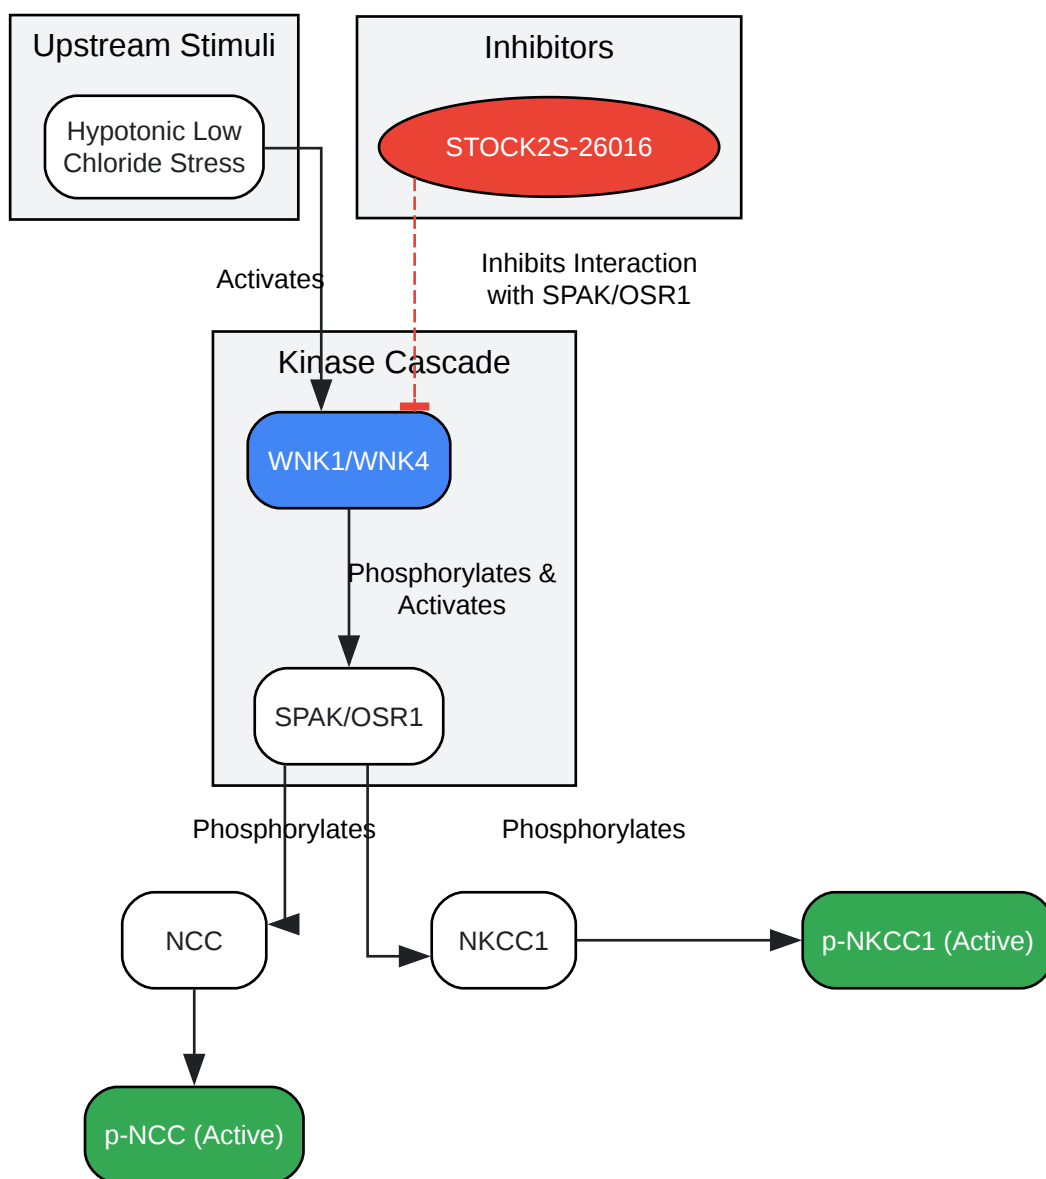 Upstream Stimuli
Inhibitors
Hypotonic Low
Chloride Stress
STOCK2S-26016
Activates
Inhibits Interaction
with SPAK/OSR1
Kinase Cascade
WNK1/WNK4
Phosphorylates &
Activates
SPAK/OSR1
Phosphorylates
Phosphorylates
NCC
NKCC1
p-NKCC1 (Active)
p-NCC (Active)